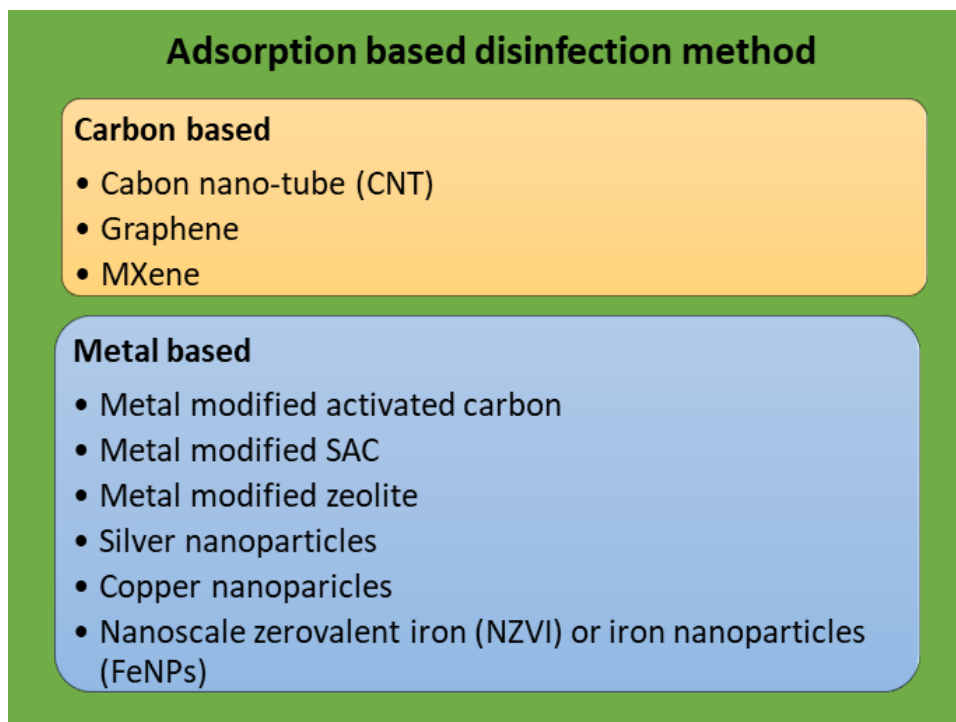 Adsorption based disinfection method
Carbon based
• Cabon nano-tube (CNT)
• Graphene
• MXene
Metal based
• Metal modified activated carbon
• Metal modified SAC
• Metal modified zeolite
• Silver nanoparticles
• Copper nanoparicles
• Nanoscale zerovalent iron (NZVI) or iron nanoparticles
(FeNPs)